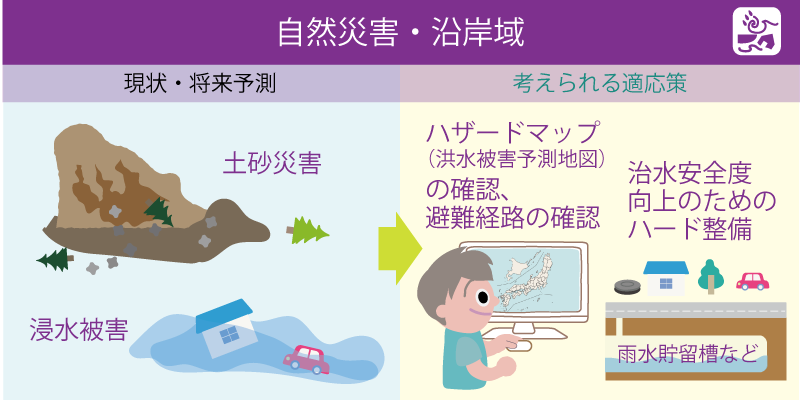 自然災害・沿岸域
現状・将来予測
考えられる適応策
土砂災害
浸水被害
ハザードマップ
（洪水被害予測地図）
の確認、
避難経路の確認
治水安全度
向上のための
ハード整備
雨水貯留槽など